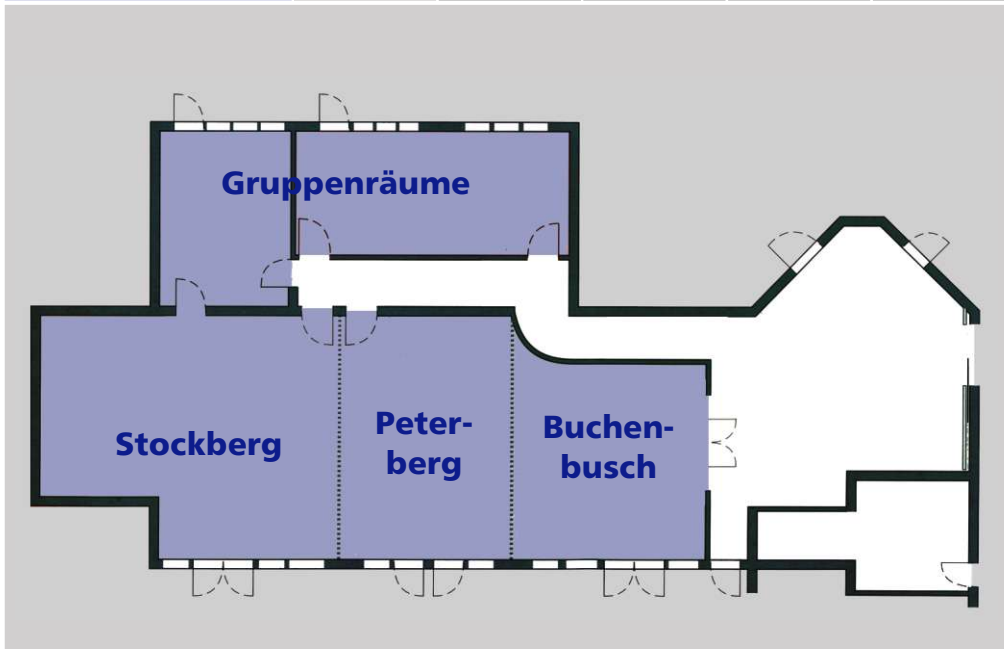 Gruppenräume
Stockberg
Peter-
berg
Buchen-
busch